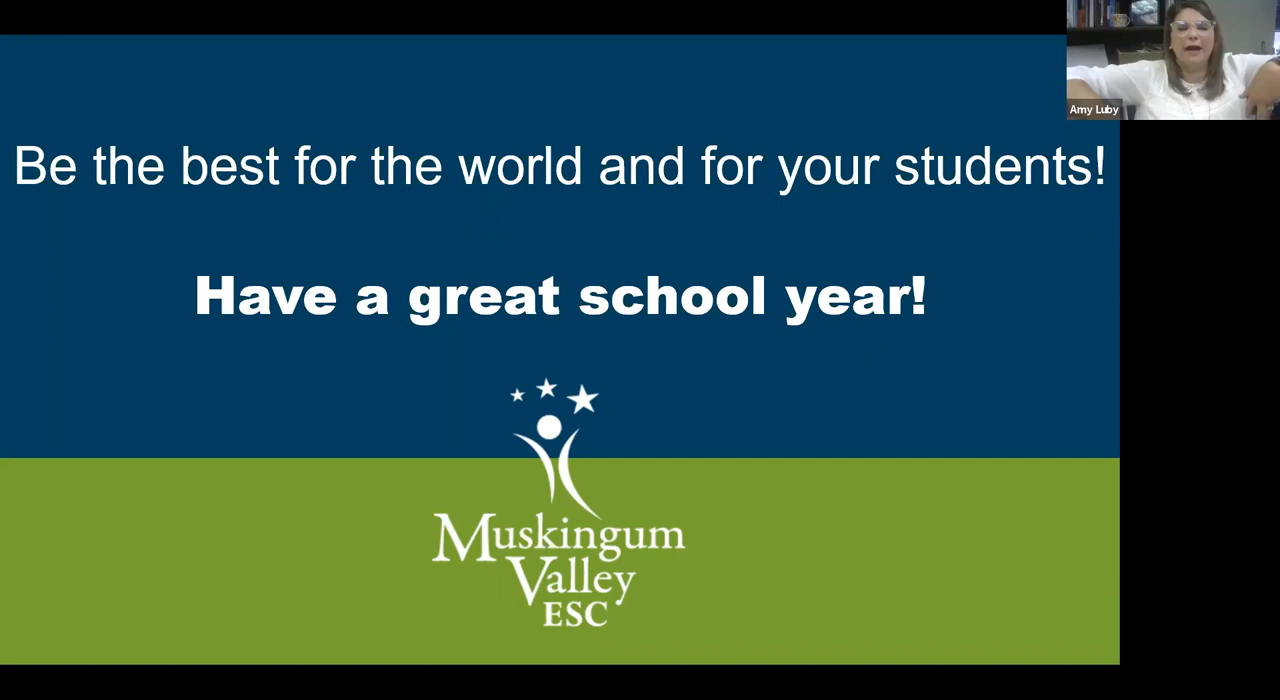 Amy Luby
Be the best for the world and for your students!
Have a great school year!
Muskingum
Valley
ESC